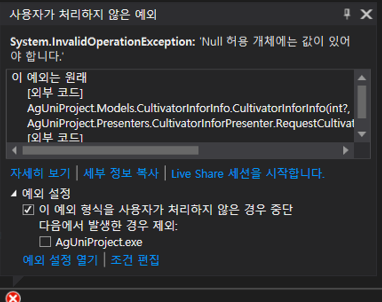 사용자가 처리하지 않은 예외
System.InvalidOperationException: 'Null 허용 개체에는 값이 있어
야 합니다.'
이 예외는 원래
[외부 코드]
AgUniProject.Models.CultivatorInforInfo.CultivatorInforInfo(int?,
AgUniProject.Presenters.CultivatorInforPresenter.RequestCultivat
[외부 코드]
자세히 보기 | 세부 정보 복사 | Live Share 세션을 시작합니다.
예외 설정
이 예외 형식을 사용자가 처리하지 않은 경우 중단
다음에서 발생한 경우 제외:
AgUniProject.exe
예외 설정 열기 | 조건 편집